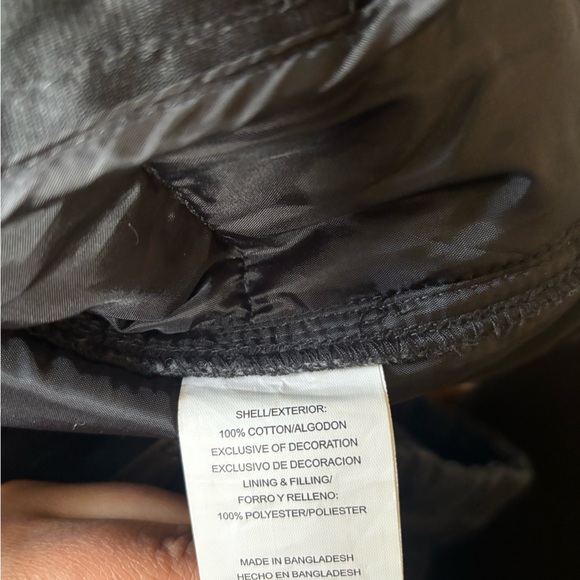 SHELL/EXTERIOR:
100% COTTON/ALGODON
EXCLUSIVE OF DECORATION
EXCLUSIVO DE DECORACION
LINING & FILLING/
FORRO Y RELLENO:
100% POLYESTER/POLIESTER
MADE IN BANGLADESH
HECHO EN BANGLADESH